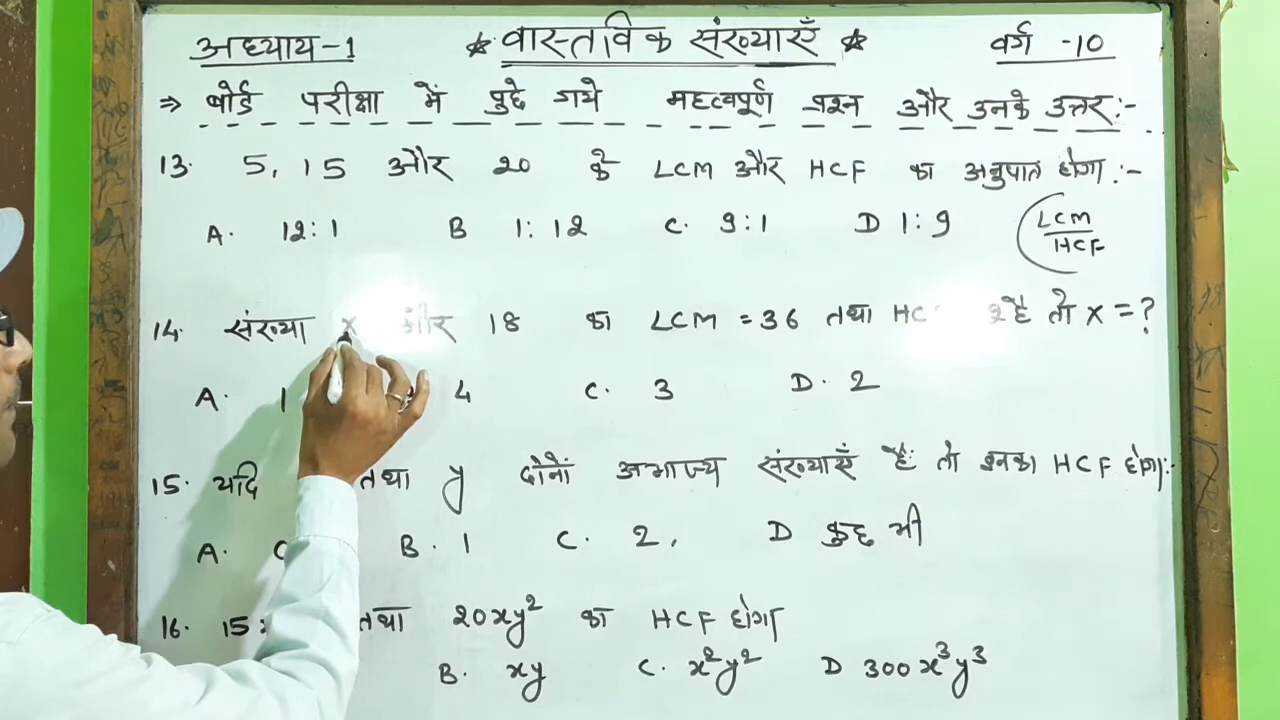 अध्याय-1 ☆ वास्तविक संख्याएँ ☆ वर्ग -10
⇒ बोर्ड परीक्षा में पुछे गये महत्वपूर्ण प्रश्न और उनके उत्तर:-
13. 5, 15 और 20 के LCM और HCF का अनुपात होगा:-
A. 12:1 B 1:12 C. 9:1 D 1:9 LCM/HCF
14. संख्या x और 18 का LCM = 36 तथा HC 2 है तो x = ?
A. 1 4 C. 3 D. 2
15. यदि तथा y दोनों अभाज्य संख्याएँ है तो इनका HCF होगा:-
A. B. 1 C. 2. D कुछ भी
16. 15 तथा 20xy² का HCF होगा
B. xy C. x²y² D 300x³y³